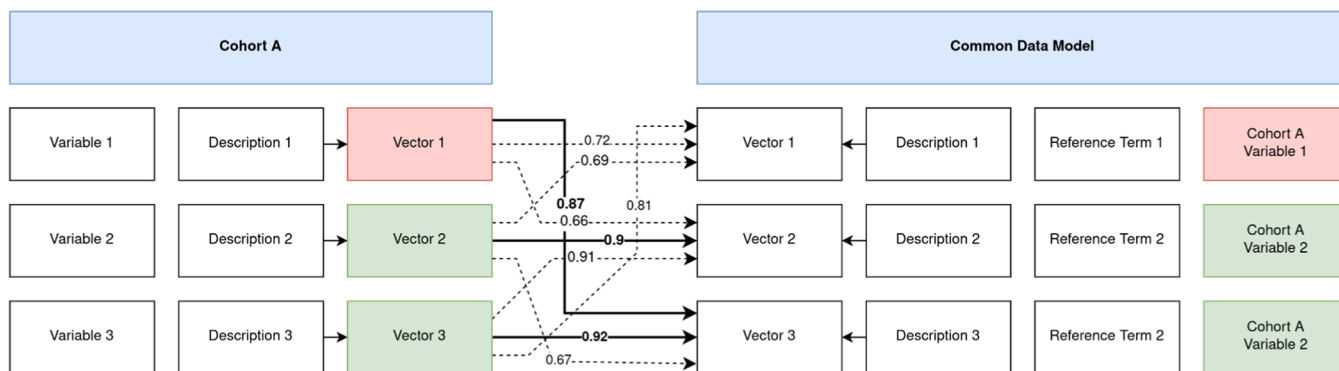 Cohort A
Common Data Model
Variable 1
Description 1
Vector 1
0.72
0.69
Vector 1
Description 1
Reference Term 1
Cohort A
Variable 1
0.87
0.81
0.66
Variable 2
Description 2
Vector 2
0.9
0.91
Vector 2
Description 2
Reference Term 2
Cohort A
Variable 2
Variable 3
Description 3
Vector 3
0.92
0.67
Vector 3
Description 3
Reference Term 2
Cohort A
Variable 2